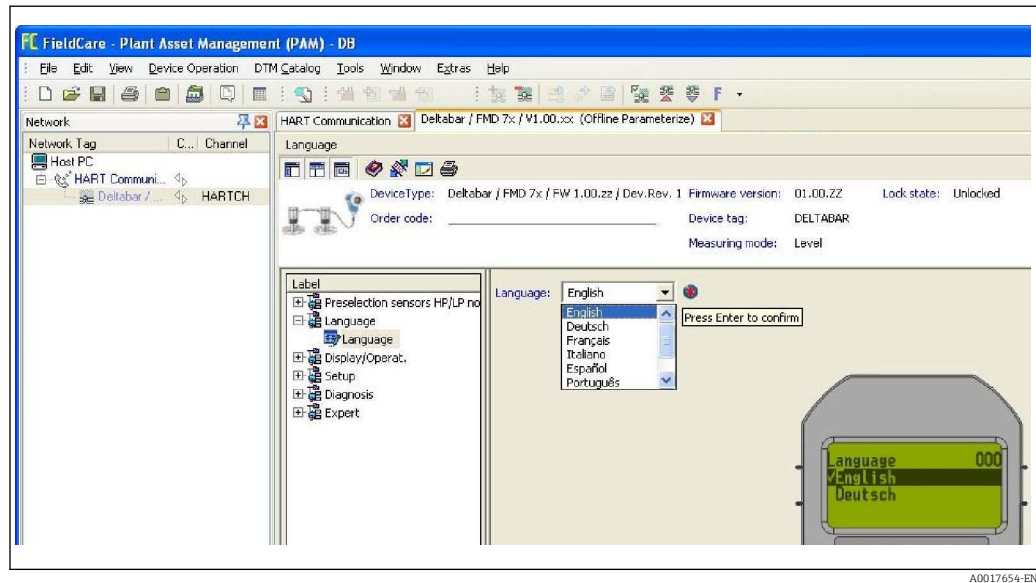 FieldCare - Plant Asset Management (PAM) - DB
File Edit View Device Operation DTM Catalog Tools Window Extras Help
F
Network
HART Communication Deltabar / FMD 7x / V1.00.xx (Offline Parameterize)
Network Tag C... Channel
Language
Host PC
HART Communi...
Deltabar / ... HARTCH
DeviceType: Deltabar / FMD 7x / FW 1.00.zz / Dev.Rev. 1 Firmware version: 01.00.ZZ Lock state: Unlocked
Order code: Device tag: DELTABAR
Measuring mode: Level
Label
Preselection sensors HP/LP no
Language
Language
Display/Operat.
Setup
Diagnosis
Expert
Language: English
English
Deutsch
Français
Italiano
Español
Português
Press Enter to confirm
Language 000
✓English
Deutsch
A0017654-EN